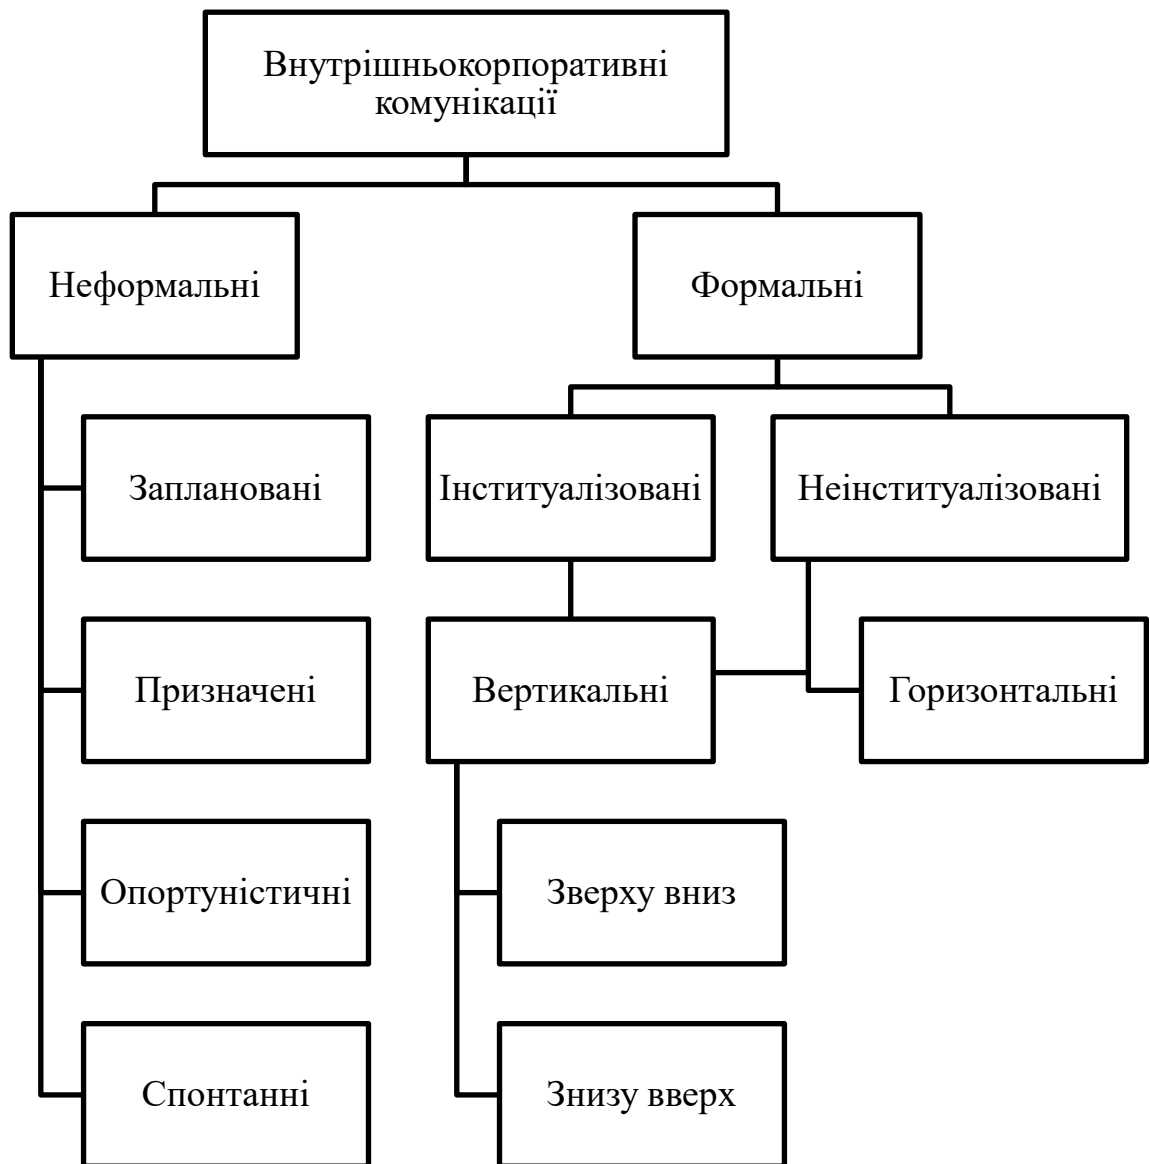 Внутрішньокорпоративні
комунікації
Неформальні
Формальні
Заплановані
Інституалізовані
Неінституалізовані
Призначені
Вертикальні
Горизонтальні
Опортуністичні
Зверху вниз
Спонтанні
Знизу вверх